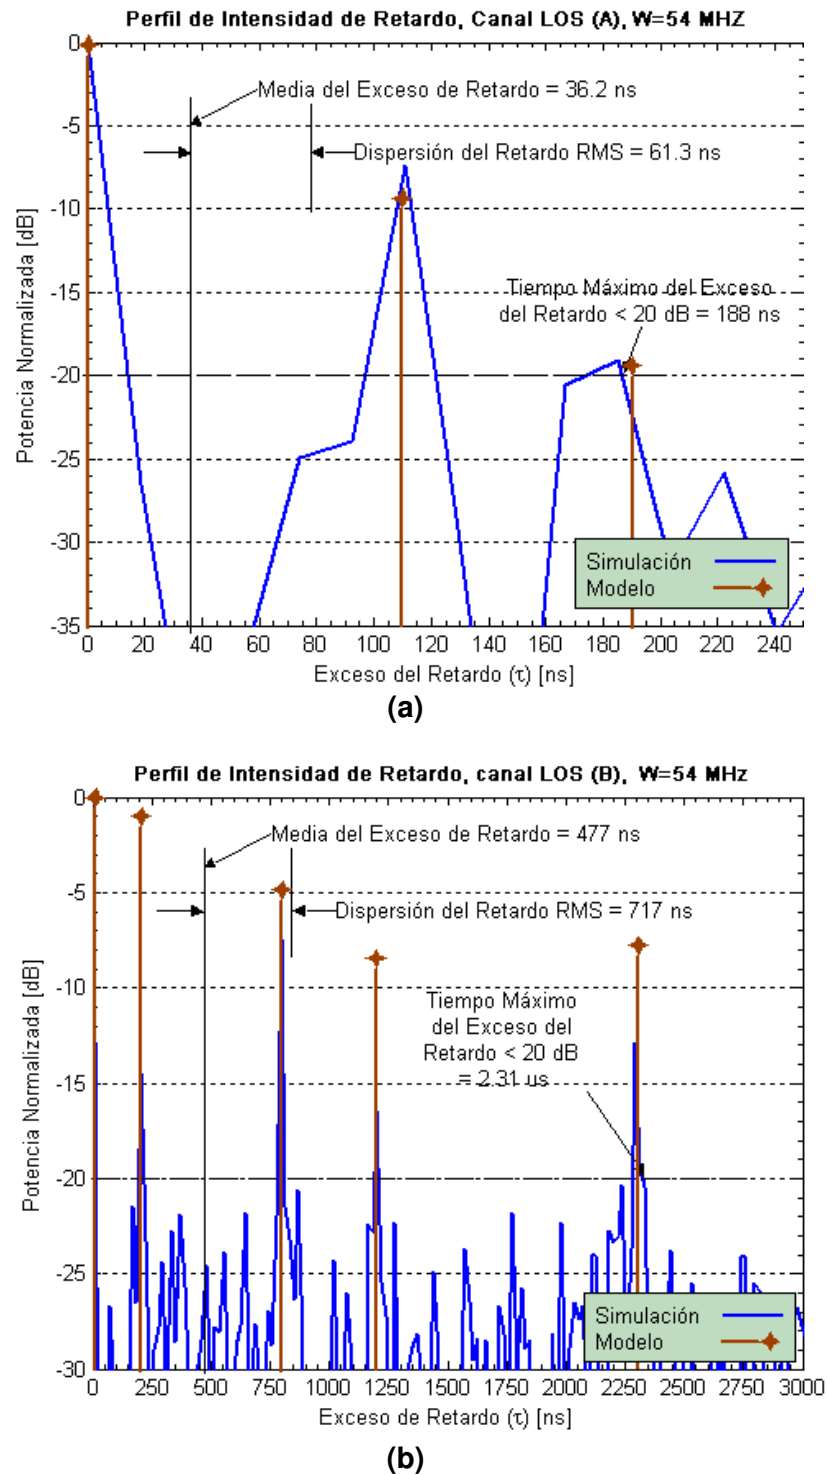 Perfil de Intensidad de Retardo, Canal LOS (A), W=54 MHZ
Potencia Normalizada [dB]
0
-5
-10
-15
-20
-25
-30
-35
Media del Exceso de Retardo = 36.2 ns
Dispersión del Retardo RMS = 61.3 ns
Tiempo Máximo del Exceso
del Retardo < 20 dB = 188 ns
Simulación
Modelo
0 20 40 60 80 100 120 140 160 180 200 220 240
Exceso del Retardo (τ) [ns]
(a)
Perfil de Intensidad de Retardo, canal LOS (B), W=54 MHz
Potencia Normalizada [dB]
0
-5
-10
-15
-20
-25
-30
Media del Exceso de Retardo = 477 ns
Dispersión del Retardo RMS = 717 ns
Tiempo Máximo
del Exceso del
Retardo < 20 dB
= 2.31 us
Simulación
Modelo
0 250 500 750 1000 1250 1500 1750 2000 2250 2500 2750 3000
Exceso de Retardo (τ) [ns]
(b)